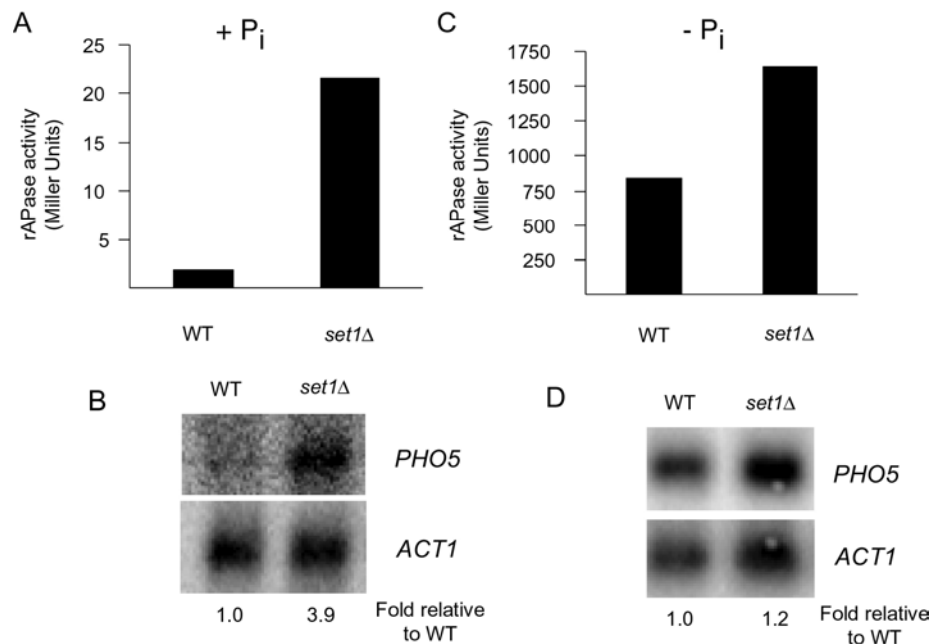 A
+ Pi
rAPase activity
(Miller Units)
25
20
15
10
5
WT
set1Δ
B
WT
set1Δ
PHO5
ACT1
1.0
3.9
Fold relative
to WT
C
- Pi
rAPase activity
(Miller Units)
1750
1500
1250
1000
750
500
250
WT
set1Δ
D
WT
set1Δ
PHO5
ACT1
1.0
1.2
Fold relative
to WT